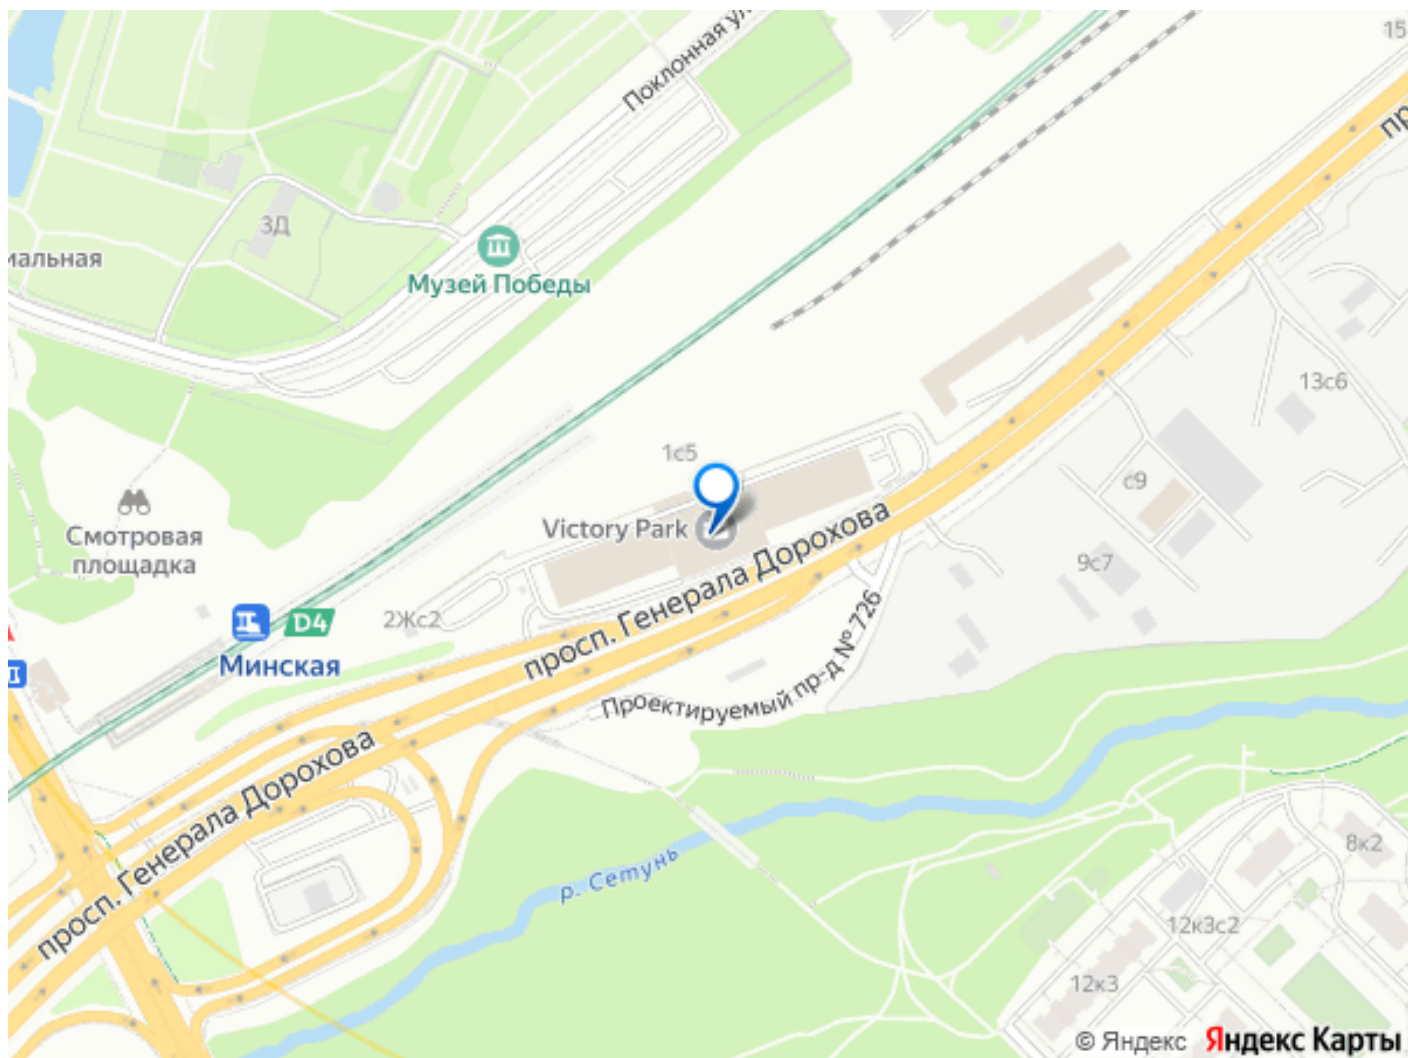 15
Поклонная ул
пр
3Д
иальная
Музей Победы
13с6
1с5
с9
Victory Park
Смотровая
площадка
9с7
просп. Генерала Дорохова
2Жс2
D4
Минская
Проектируемый пр-д № 726
просп. Генерала Дорохова
8к2
р. Сетунь
12к3с2
12к3
© Яндекс Яндекс Карты